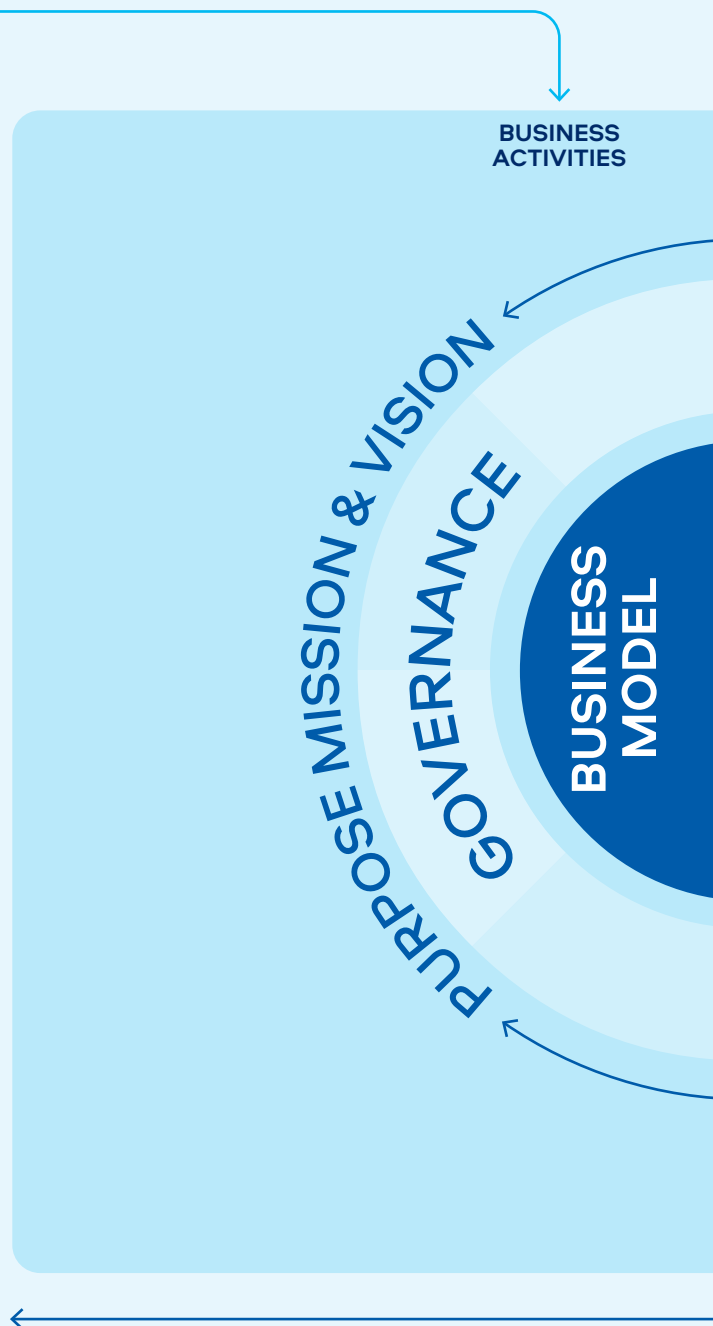 BUSINESS
ACTIVITIES
PURPOSE MISSION & VISION
GOVERNANCE
BUSINESS
MODEL